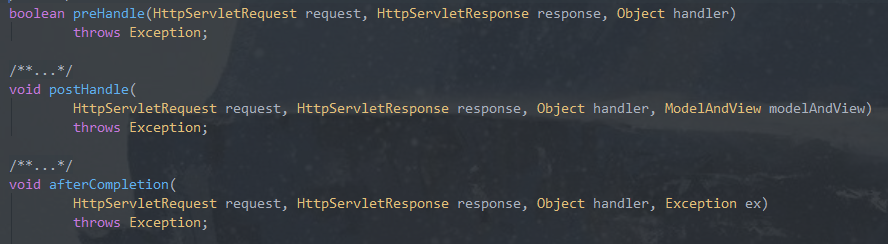 boolean preHandle(HttpServletRequest request, HttpServletResponse response, Object handler)
throws Exception;
/**...*/
void postHandle(
HttpServletRequest request, HttpServletResponse response, Object handler, ModelAndView modelAndView)
throws Exception;
/**...*/
void afterCompletion(
HttpServletRequest request, HttpServletResponse response, Object handler, Exception ex)
throws Exception;